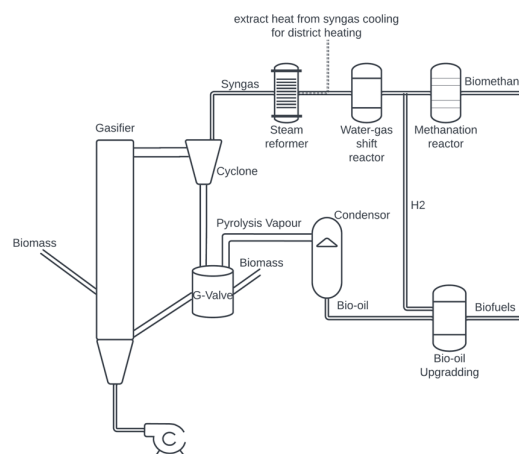 extract heat from syngas cooling
for district heating
Syngas
Biomethan
Gasifier
Steam
reformer
Water-gas
shift
reactor
Methanation
reactor
Cyclone
H2
Pyrolysis Vapour
Condensor
Biomass
Biomass
G-Valve
Bio-oil
Biofuels
Bio-oil
Upgradding